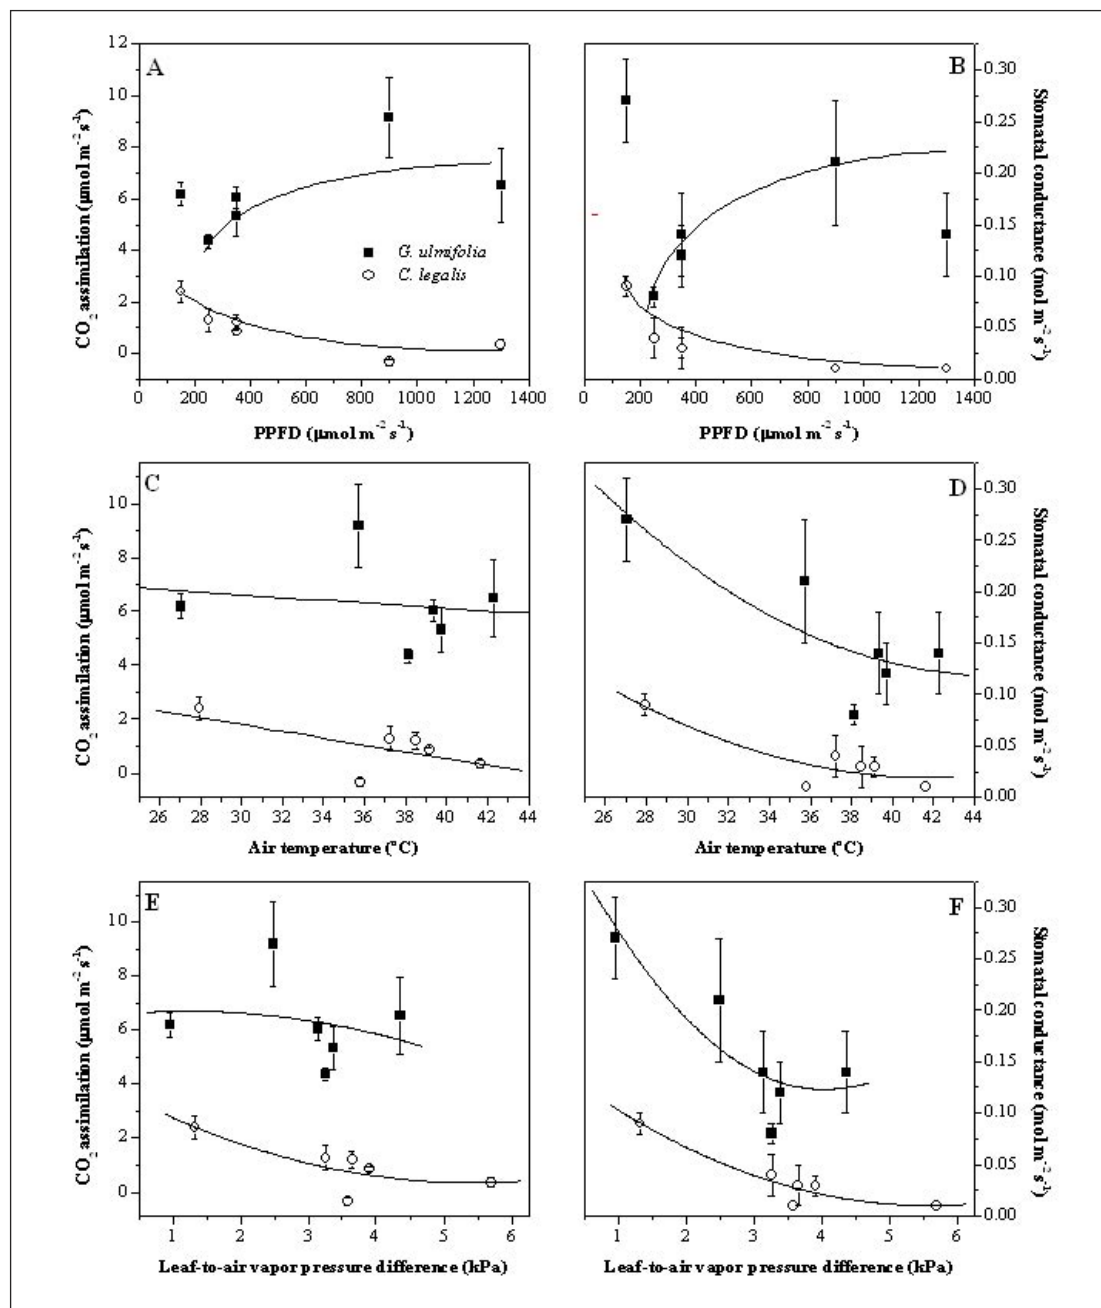 A
B
12
10
8
6
4
2
0
CO2 assimilation (μmol m-2 s-1)
G. ulmifolia
C. legalis
0.30
0.25
0.20
0.15
0.10
0.05
0.00
Stomatal conductance (mol m-2 s-1)
0 200 400 600 800 1000 1200 1400
0 200 400 600 800 1000 1200 1400
PPFD (μmol m-2 s-1)
PPFD (μmol m-2 s-1)
C
D
10
8
6
4
2
0
CO2 assimilation (μmol m-2 s-1)
0.30
0.25
0.20
0.15
0.10
0.05
0.00
Stomatal conductance (mol m-2 s-1)
26 28 30 32 34 36 38 40 42 44
26 28 30 32 34 36 38 40 42 44
Air temperature (°C)
Air temperature (°C)
E
F
10
8
6
4
2
0
CO2 assimilation (μmol m-2 s-1)
0.30
0.25
0.20
0.15
0.10
0.05
0.00
Stomatal conductance (mol m-2 s-1)
1 2 3 4 5 6
1 2 3 4 5 6
Leaf-to-air vapor pressure difference (kPa)
Leaf-to-air vapor pressure difference (kPa)